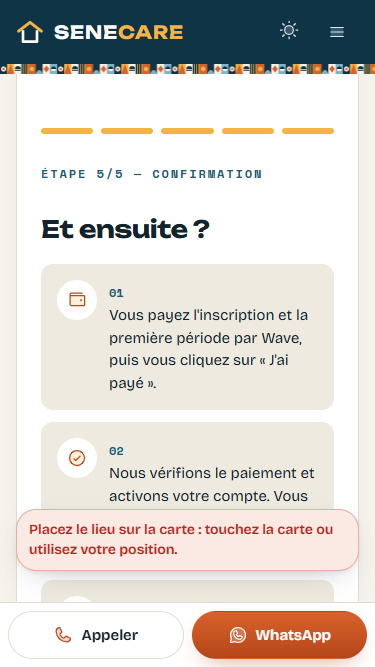 SENECARE
ÉTAPE 5/5 — CONFIRMATION
Et ensuite ?
01
Vous payez l'inscription et la
première période par Wave,
puis vous cliquez sur « J'ai
payé ».
02
Nous vérifions le paiement et
activons votre compte. Vous
Placez le lieu sur la carte : touchez la carte ou
utilisez votre position.
Appeler
WhatsApp